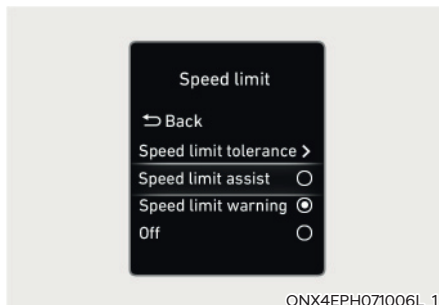 Speed limit
Back
Speed limit tolerance >
Speed limit assist
Speed limit warning
Off
ONX4EPH071006L_1